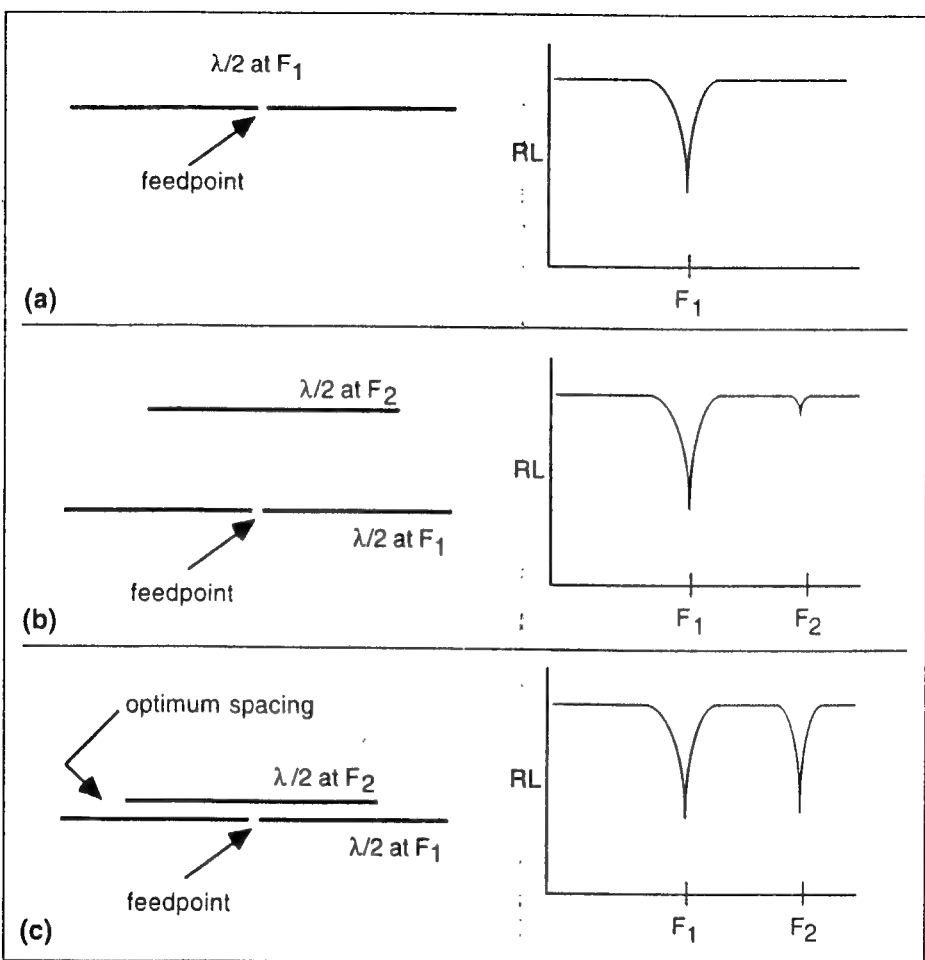 λ/2 at F1
feedpoint
RL
F1
(a)
λ/2 at F2
λ/2 at F1
feedpoint
RL
F1 F2
(b)
optimum spacing
λ/2 at F2
λ/2 at F1
feedpoint
RL
F1 F2
(c)